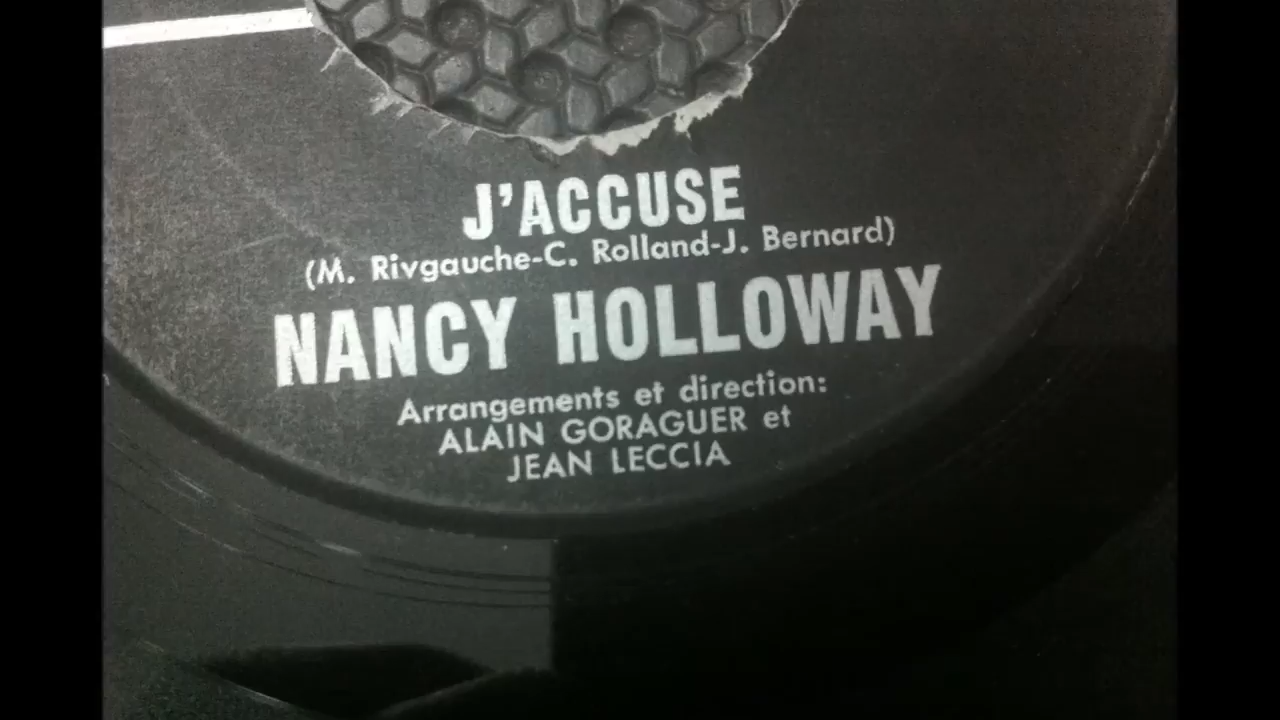 J'ACCUSE
(M. Rivgauche-C. Rolland-J. Bernard)
NANCY HOLLOWAY
Arrangements et direction:
ALAIN GORAGUER et
JEAN LECCIA